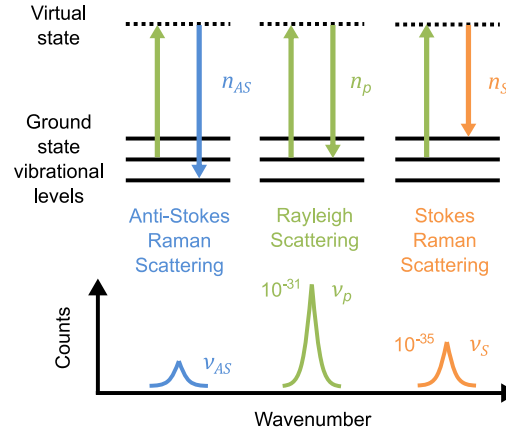 Virtual
state
n_AS
n_p
n_S
Ground
state
vibrational
levels
Anti-Stokes
Raman
Scattering
Rayleigh
Scattering
Stokes
Raman
Scattering
Counts
ν_AS
10⁻³¹
ν_p
10⁻³⁵
ν_S
Wavenumber